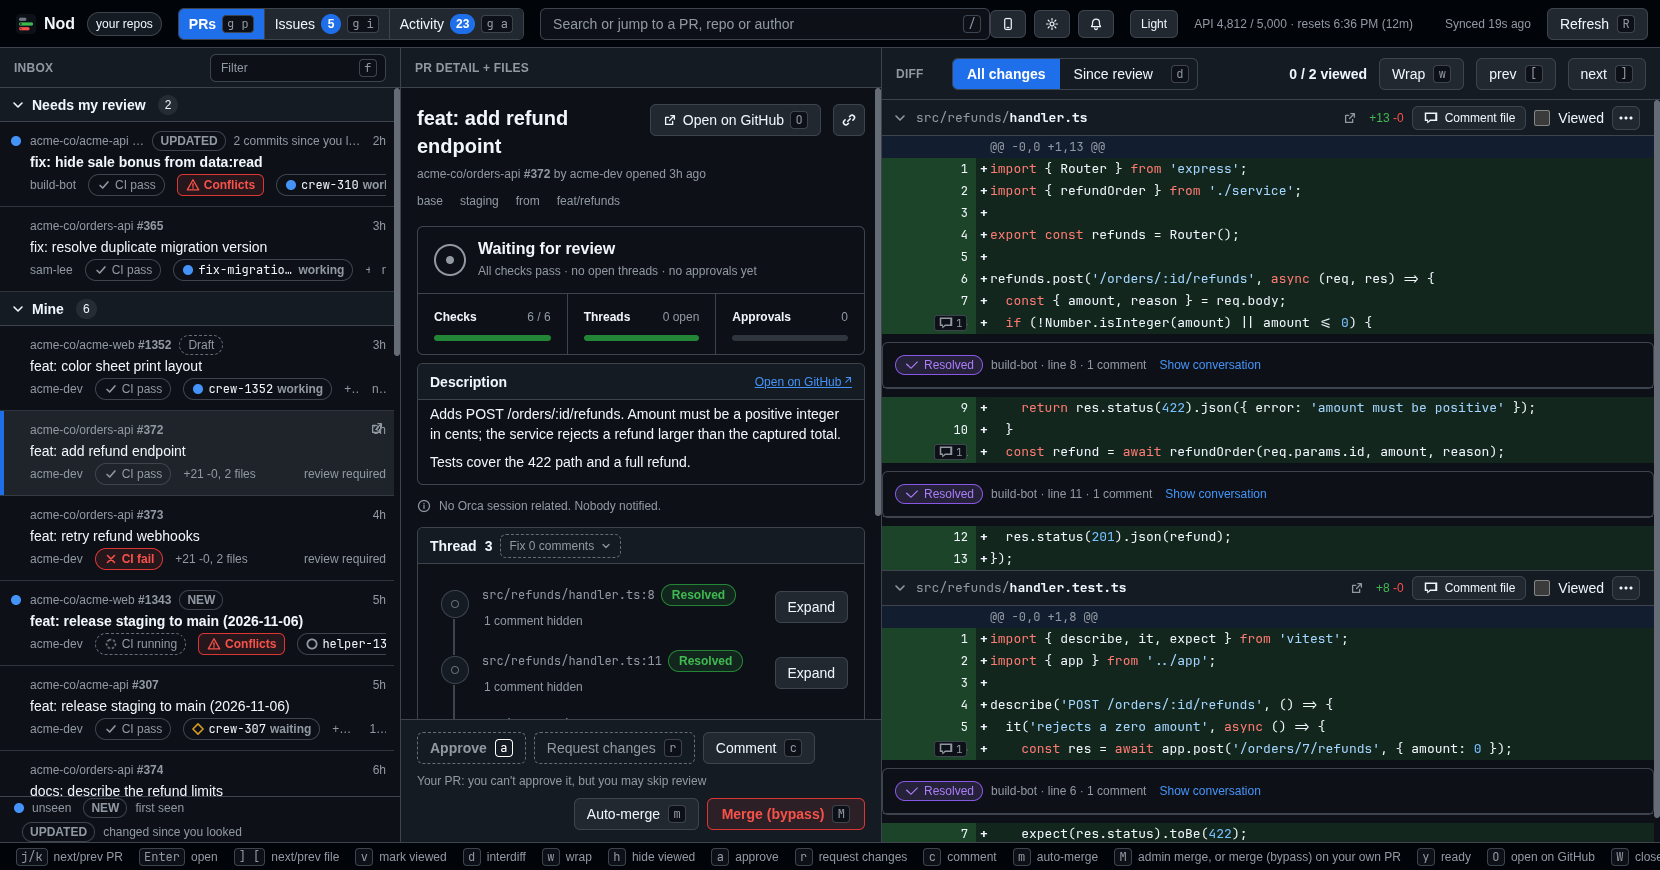 Nod your repos PRs g p Issues 5 g i Activity 23 g a Search or jump to a PR, repo or author / Light API 4,812 / 5,000 · resets 6:36 PM (12m) Synced 19s ago Refresh R
INBOX Filter f
Needs my review 2
acme-co/acme-api … UPDATED 2 commits since you l… 2h
fix: hide sale bonus from data:read
build-bot CI pass Conflicts crew-310 worl
acme-co/orders-api #365 3h
fix: resolve duplicate migration version
sam-lee CI pass fix-migratio… working +
Mine 6
acme-co/acme-web #1352 Draft 3h
feat: color sheet print layout
acme-dev CI pass crew-1352 working +… n…
acme-co/orders-api #372
feat: add refund endpoint
acme-dev CI pass +21 -0, 2 files review required
acme-co/orders-api #373 4h
feat: retry refund webhooks
acme-dev CI fail +21 -0, 2 files review required
acme-co/acme-web #1343 NEW 5h
feat: release staging to main (2026-11-06)
acme-dev CI running Conflicts helper-13
acme-co/acme-api #307 5h
feat: release staging to main (2026-11-06)
acme-dev CI pass crew-307 waiting +… 1…
acme-co/orders-api #374 6h
docs: describe the refund limits
unseen NEW first seen
UPDATED changed since you looked
PR DETAIL + FILES
feat: add refund
endpoint
Open on GitHub O
acme-co/orders-api #372 by acme-dev opened 3h ago
base staging from feat/refunds
Waiting for review
All checks pass · no open threads · no approvals yet
Checks 6 / 6 Threads 0 open Approvals 0
Description Open on GitHub
Adds POST /orders/:id/refunds. Amount must be a positive integer
in cents; the service rejects a refund larger than the captured total.
Tests cover the 422 path and a full refund.
No Orca session related. Nobody notified.
Thread 3 Fix 0 comments
src/refunds/handler.ts:8 Resolved
1 comment hidden
Expand
src/refunds/handler.ts:11 Resolved
1 comment hidden
Expand
Approve a Request changes r Comment c
Your PR: you can't approve it, but you may skip review
Auto-merge m Merge (bypass) M
DIFF All changes Since review d 0 / 2 viewed Wrap w prev [ next ]
src/refunds/handler.ts +13 -0 Comment file Viewed
@@ -0,0 +1,13 @@
1 +import { Router } from 'express';
2 +import { refundOrder } from './service';
3 +
4 +export const refunds = Router();
5 +
6 +refunds.post('/orders/:id/refunds', async (req, res) => {
7 + const { amount, reason } = req.body;
1 + if (!Number.isInteger(amount) || amount <= 0) {
Resolved build-bot · line 8 · 1 comment Show conversation
9 + return res.status(422).json({ error: 'amount must be positive' });
10 + }
1 + const refund = await refundOrder(req.params.id, amount, reason);
Resolved build-bot · line 11 · 1 comment Show conversation
12 + res.status(201).json(refund);
13 +});
src/refunds/handler.test.ts +8 -0 Comment file Viewed
@@ -0,0 +1,8 @@
1 +import { describe, it, expect } from 'vitest';
2 +import { app } from '../app';
3 +
4 +describe('POST /orders/:id/refunds', () => {
5 + it('rejects a zero amount', async () => {
1 + const res = await app.post('/orders/7/refunds', { amount: 0 });
Resolved build-bot · line 6 · 1 comment Show conversation
7 + expect(res.status).toBe(422);
j/k next/prev PR Enter open ] [ next/prev file v mark viewed d interdiff w wrap h hide viewed a approve r request changes c comment m auto-merge M admin merge, or merge (bypass) on your own PR y ready O open on GitHub W close